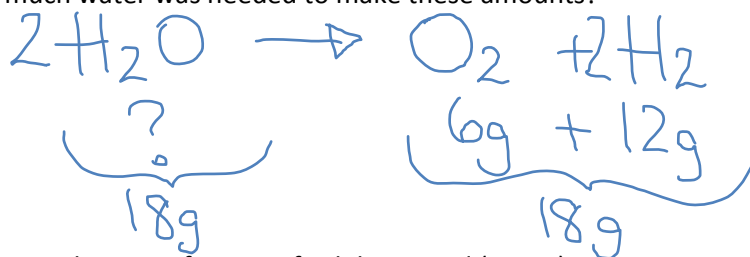 much water was needed to make these amounts?
2H₂O → O₂ + 2H₂
? 6g + 12g
18g 18g